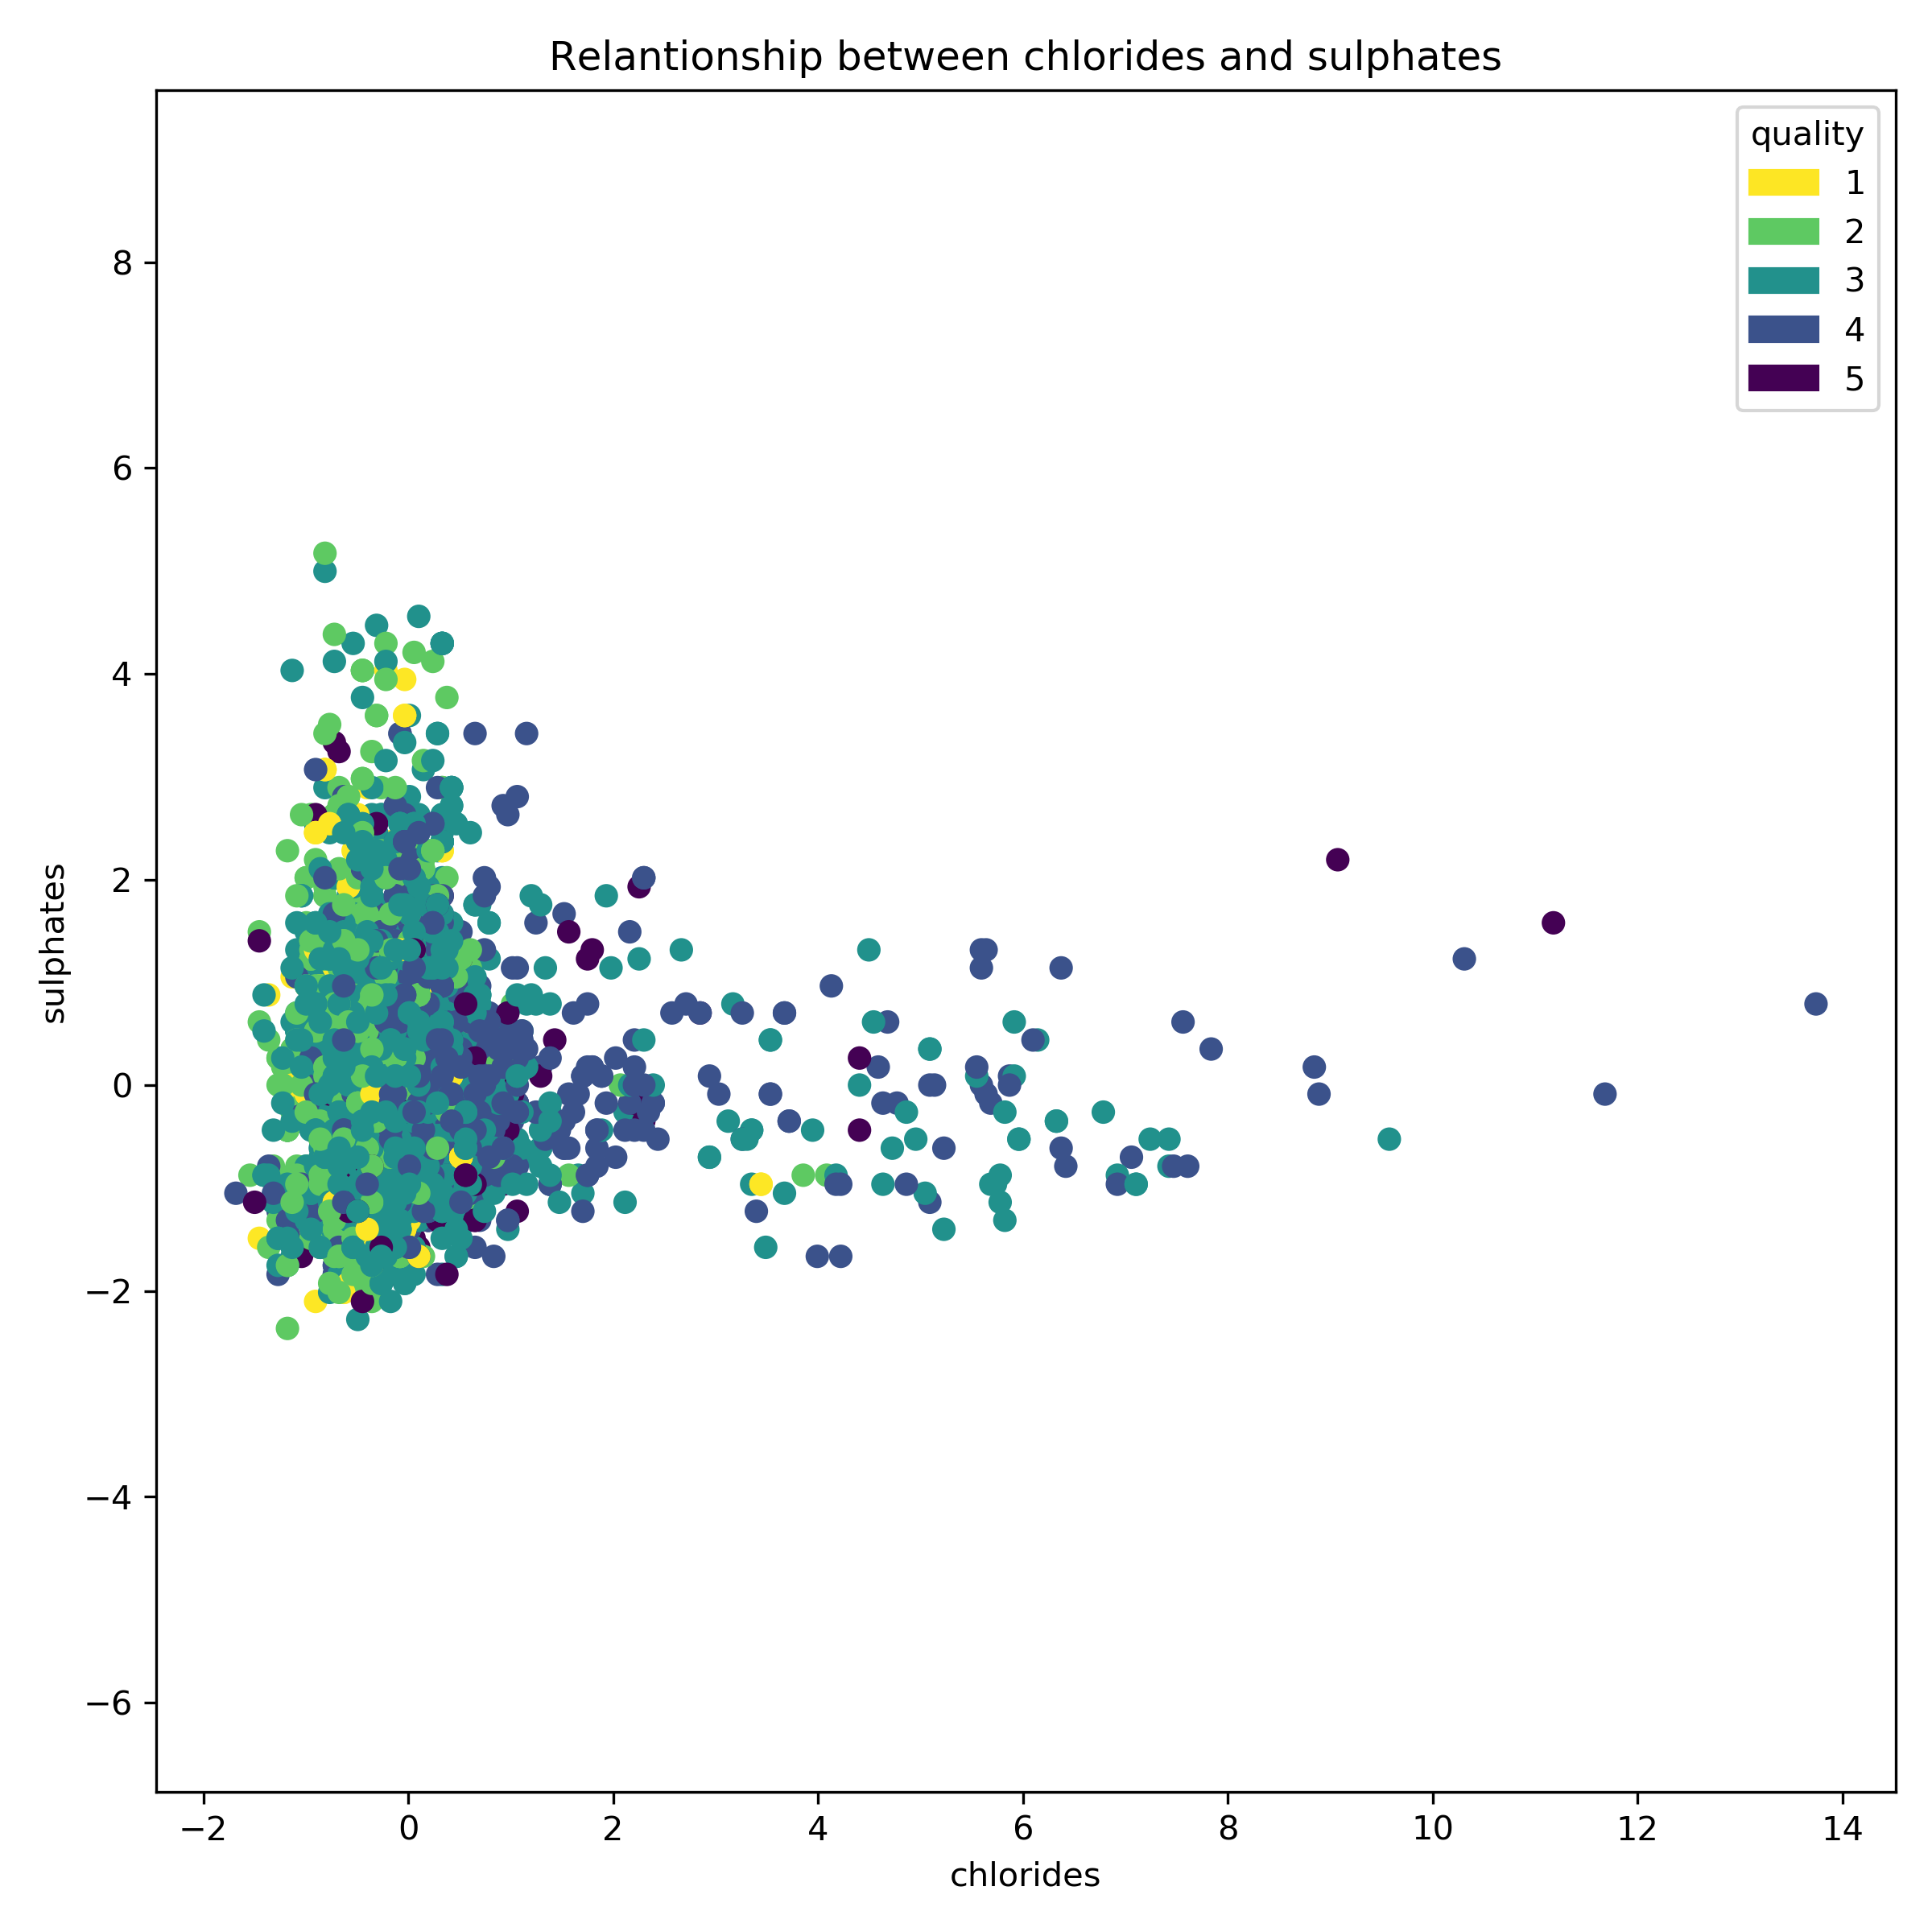 Relantionship between chlorides and sulphates
quality
1
2
3
4
5
8
6
4
2
0
−2
−4
−6
sulphates
−2 0 2 4 6 8 10 12 14
chlorides